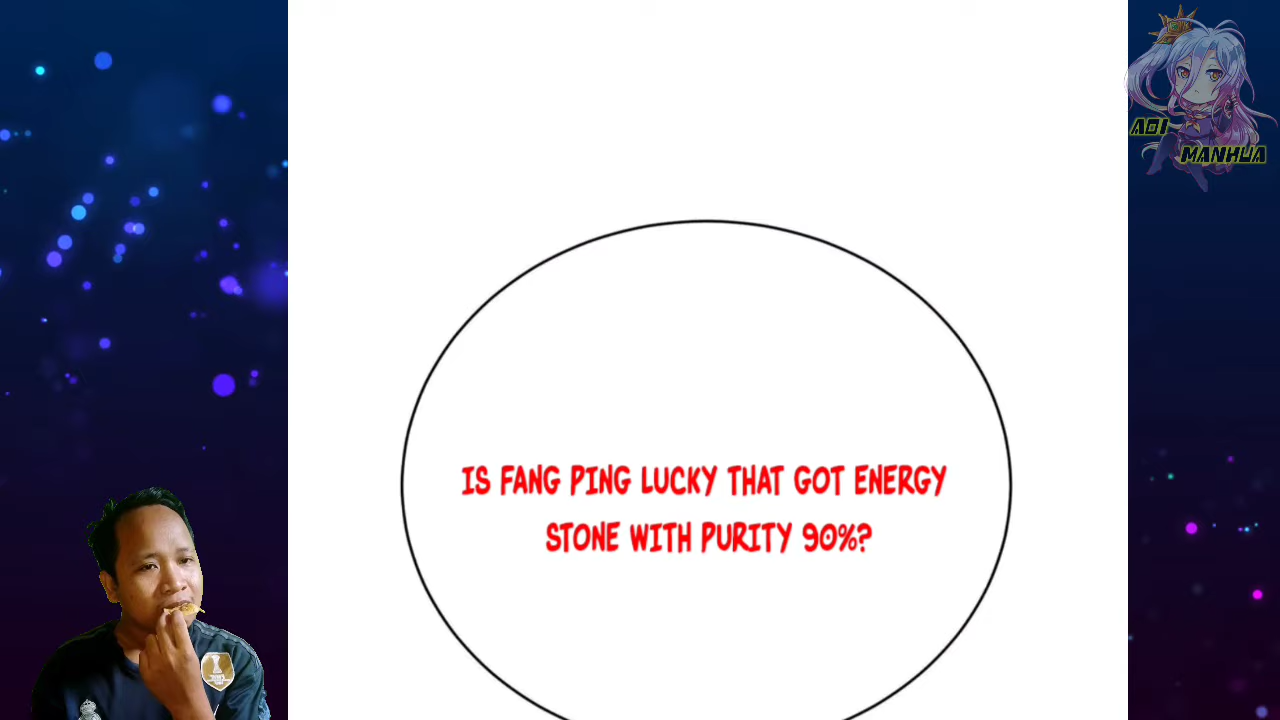 AOI
MANHUA
IS FANG PING LUCKY THAT GOT ENERGY
STONE WITH PURITY 90%?